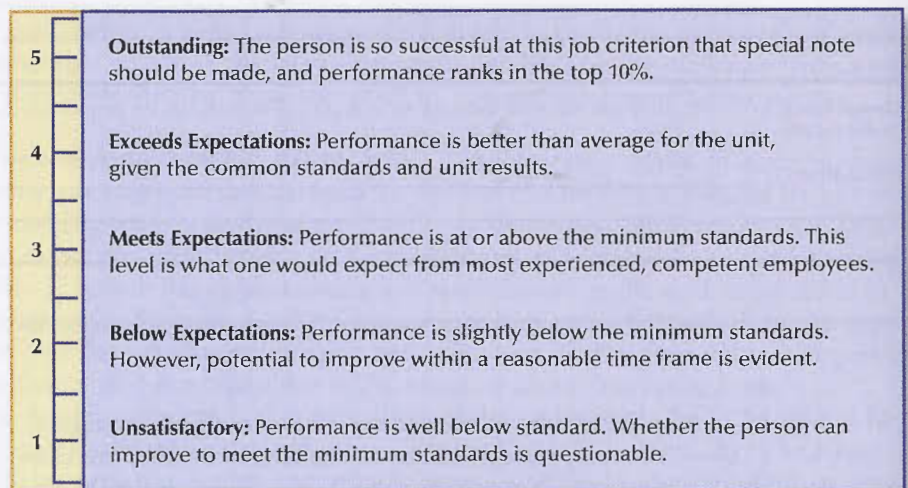 5
Outstanding: The person is so successful at this job criterion that special note
should be made, and performance ranks in the top 10%.
4
Exceeds Expectations: Performance is better than average for the unit,
given the common standards and unit results.
3
Meets Expectations: Performance is at or above the minimum standards. This
level is what one would expect from most experienced, competent employees.
2
Below Expectations: Performance is slightly below the minimum standards.
However, potential to improve within a reasonable time frame is evident.
1
Unsatisfactory: Performance is well below standard. Whether the person can
improve to meet the minimum standards is questionable.